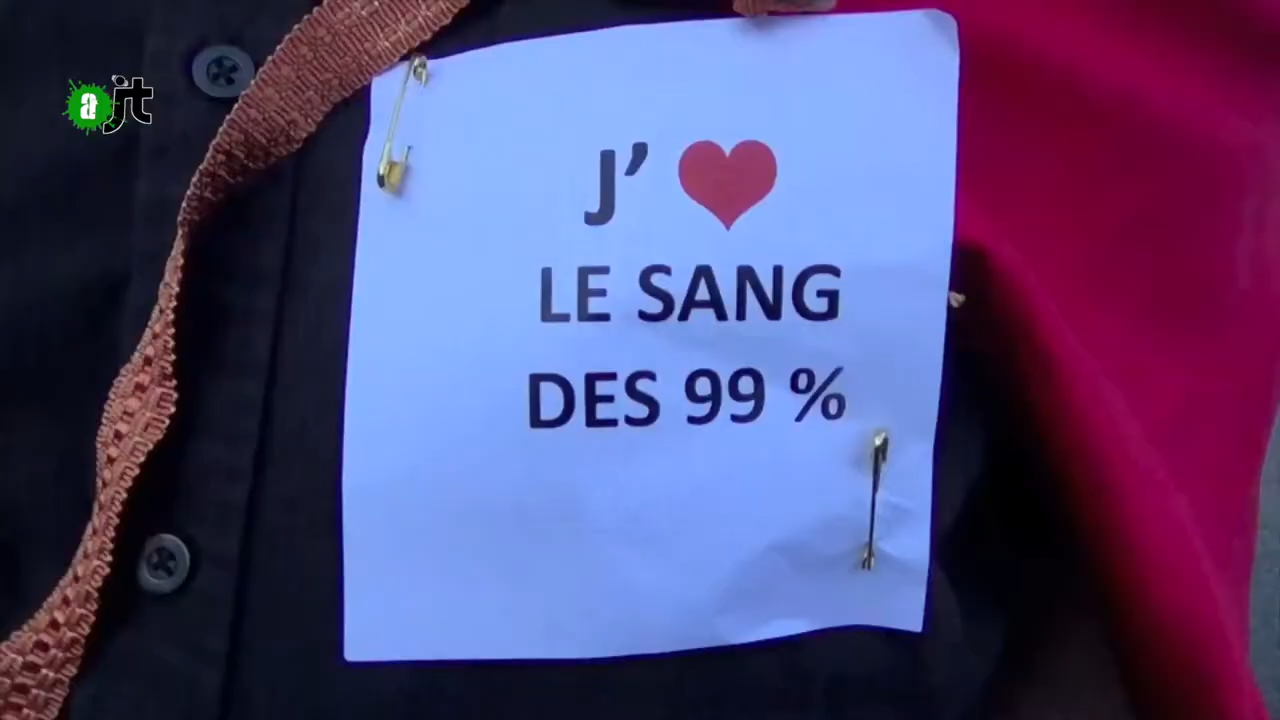 ajt
J' ❤
LE SANG
DES 99 %